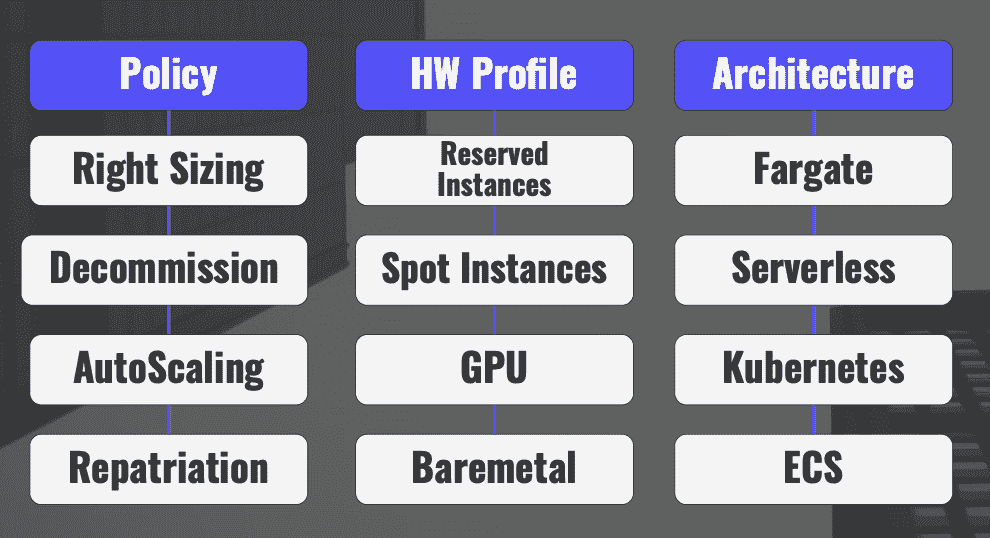 Policy
Right Sizing
Decommission
AutoScaling
Repatriation
HW Profile
Reserved
Instances
Spot Instances
GPU
Baremetal
Architecture
Fargate
Serverless
Kubernetes
ECS